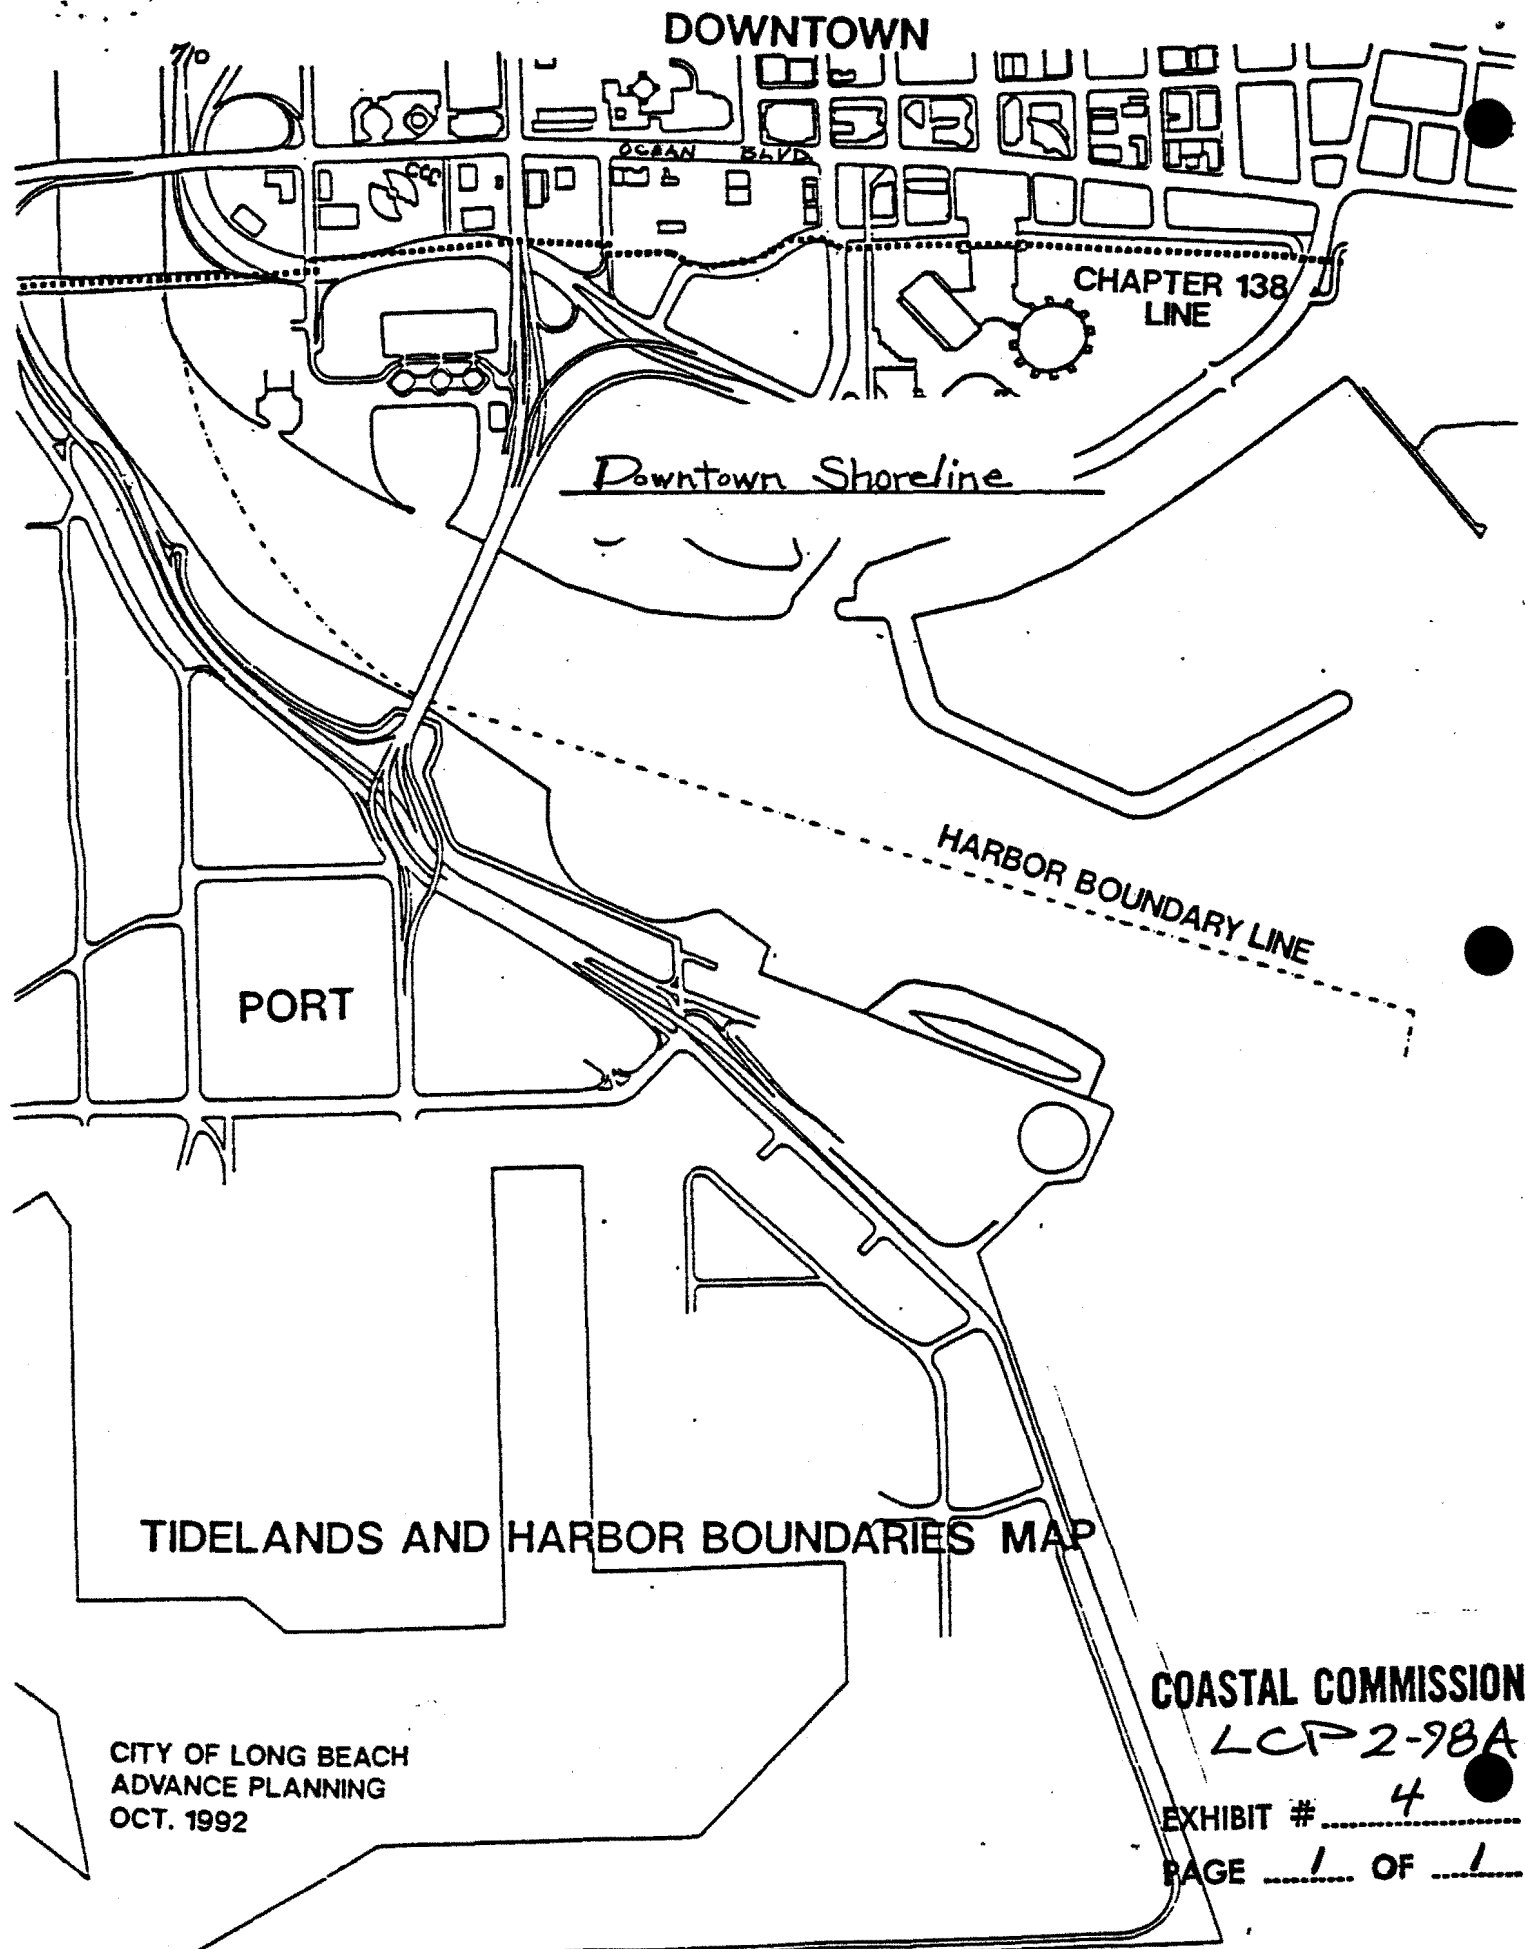 DOWNTOWN
710
OCEAN BLVD
CHAPTER 138
LINE
Downtown Shoreline
HARBOR BOUNDARY LINE
PORT
TIDELANDS AND HARBOR BOUNDARIES MAP
COASTAL COMMISSION
LCP 2-98A
EXHIBIT # 4
PAGE 1 OF 1
CITY OF LONG BEACH
ADVANCE PLANNING
OCT. 1992